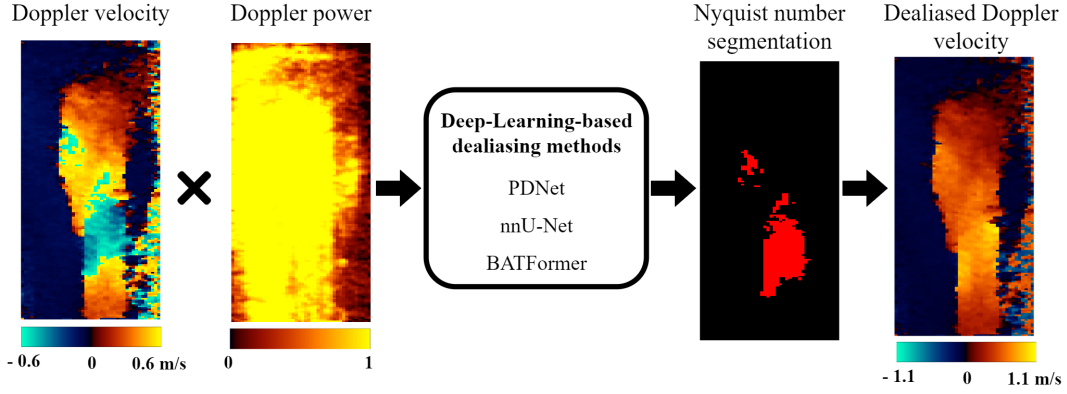 Doppler velocity
Doppler power
Nyquist number
segmentation
Dealiased Doppler
velocity
Deep-Learning-based
dealiasing methods
PDNet
nnU-Net
BATFormer
- 0.6 0 0.6 m/s
0 1
- 1.1 0 1.1 m/s